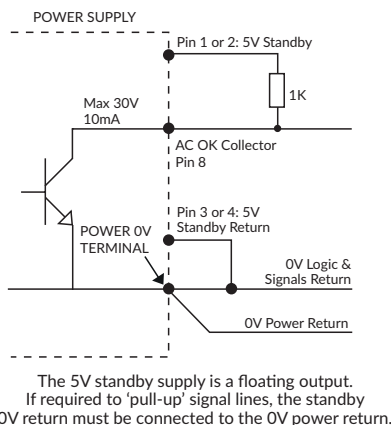 POWER SUPPLY
Pin 1 or 2: 5V Standby
1K
Max 30V
10mA
AC OK Collector
Pin 8
Pin 3 or 4: 5V
Standby Return
POWER 0V
TERMINAL
0V Logic &
Signals Return
0V Power Return
The 5V standby supply is a floating output.
If required to ‘pull-up’ signal lines, the standby
0V return must be connected to the 0V power return.